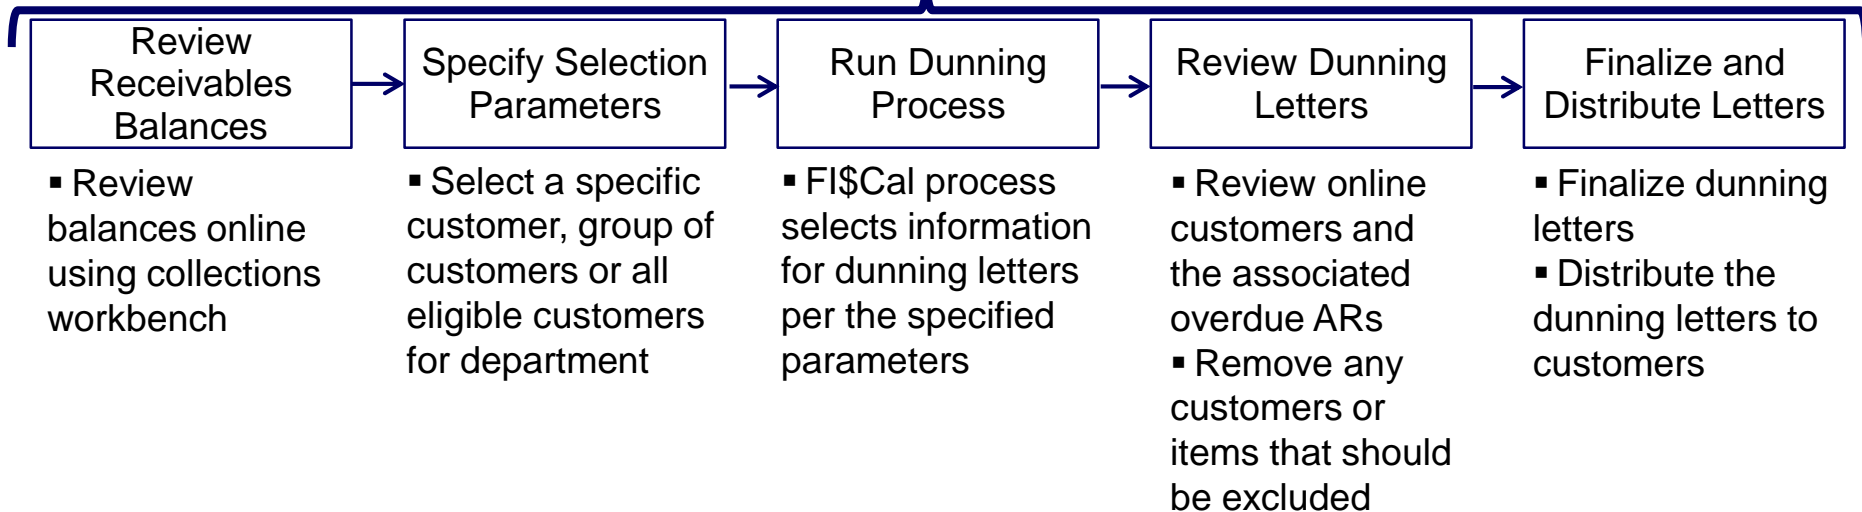 Review
Receivables
Balances
Specify Selection
Parameters
Run Dunning
Process
Review Dunning
Letters
Finalize and
Distribute Letters
▪ Review
balances online
using collections
workbench
▪ Select a specific
customer, group of
customers or all
eligible customers
for department
▪ FI$Cal process
selects information
for dunning letters
per the specified
parameters
▪ Review online
customers and
the associated
overdue ARs
▪ Remove any
customers or
items that should
be excluded
▪ Finalize dunning
letters
▪ Distribute the
dunning letters to
customers